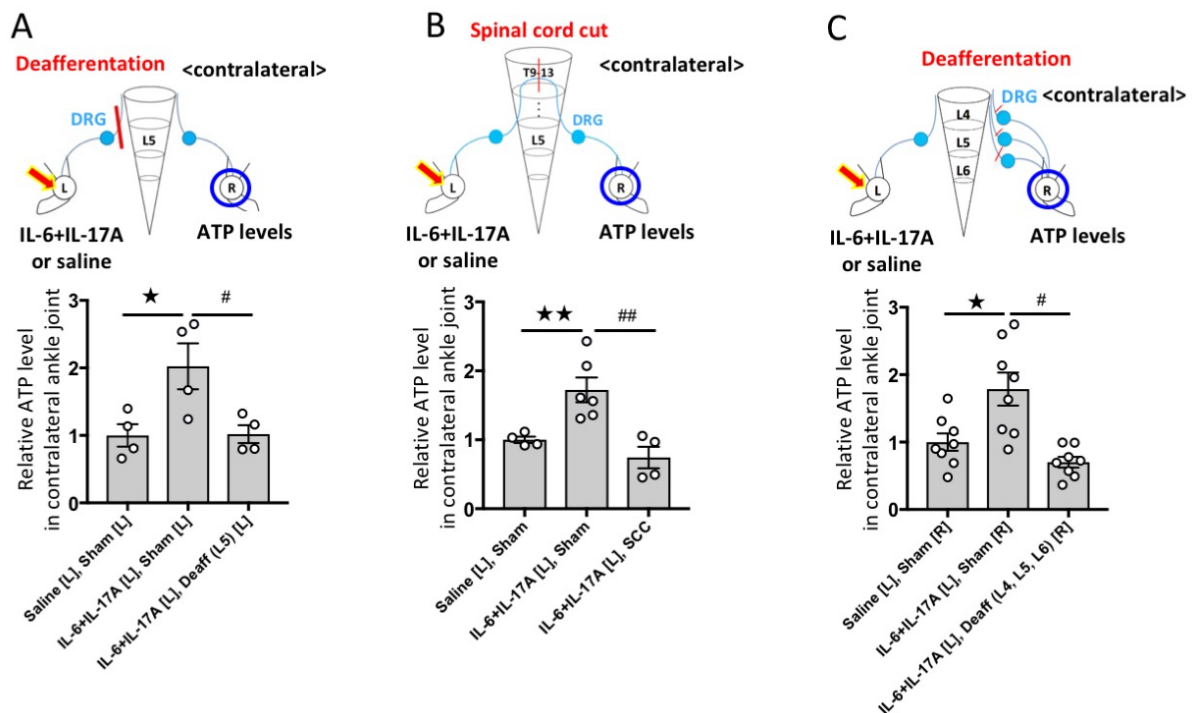 A
Deafferentation
<contralateral>
DRG
L5
L
R
IL-6+IL-17A
or saline
ATP levels
Relative ATP level
in contralateral ankle joint
3
2
1
0
★
#
Saline [L], Sham [L]
IL-6+IL-17A [L], Sham [L]
IL-6+IL-17A [L], Deaff (L5) [L]
B
Spinal cord cut
T9-13
<contralateral>
DRG
L5
L
R
IL-6+IL-17A
or saline
ATP levels
Relative ATP level
in contralateral ankle joint
3
2
1
0
★★
##
Saline [L], Sham
IL-6+IL-17A [L], Sham
IL-6+IL-17A [L], SCC
C
Deafferentation
DRG <contralateral>
L4
L5
L6
L
R
IL-6+IL-17A
or saline
ATP levels
Relative ATP level
in contralateral ankle joint
3
2
1
0
★
#
Saline [L], Sham [R]
IL-6+IL-17A [L], Sham [R]
IL-6+IL-17A [L], Deaff (L4, L5, L6) [R]